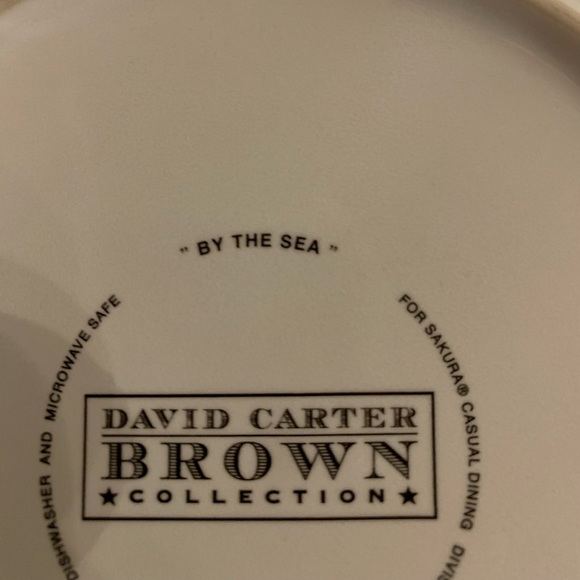 " BY THE SEA "
DISHWASHER AND MICROWAVE SAFE
FOR SAKURA® CASUAL DINING
DAVID CARTER
BROWN
★ COLLECTION ★